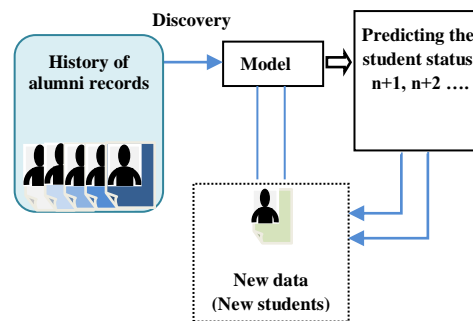 Discovery
History of
alumni records
Model
Predicting the
student status
n+1, n+2 ….
New data
(New students)